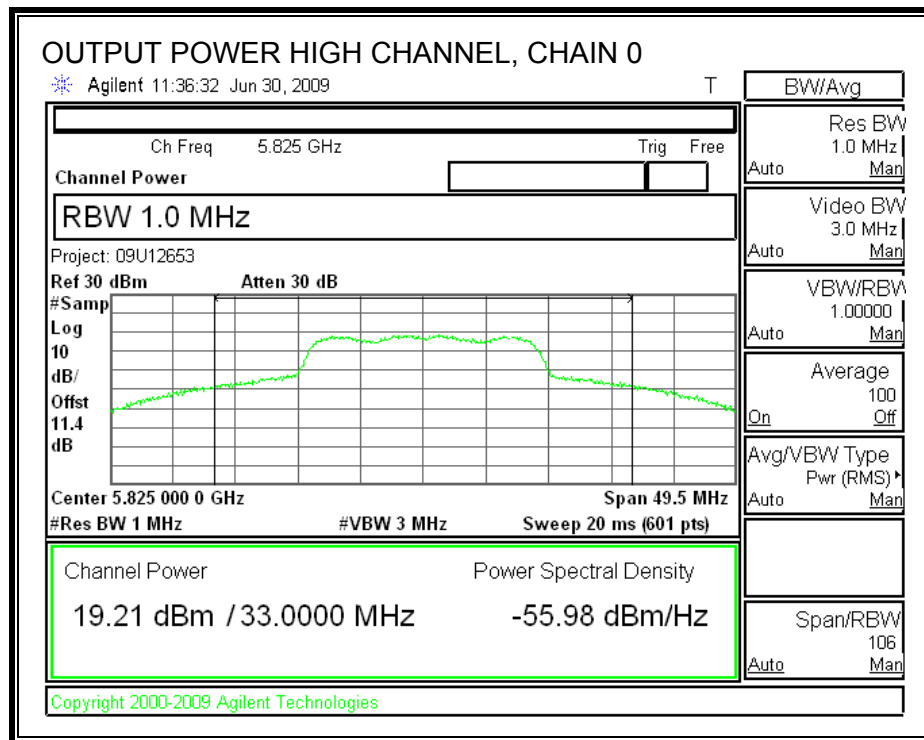 OUTPUT POWER HIGH CHANNEL, CHAIN 0
Agilent 11:36:32 Jun 30, 2009 T
Ch Freq 5.825 GHz Trig Free
Channel Power
RBW 1.0 MHz
Project: 09U12653
Ref 30 dBm Atten 30 dB
#Samp
Log
10
dB/
Offst
11.4
dB
Center 5.825 000 0 GHz Span 49.5 MHz
#Res BW 1 MHz #VBW 3 MHz Sweep 20 ms (601 pts)
Channel Power Power Spectral Density
19.21 dBm / 33.0000 MHz -55.98 dBm/Hz
Copyright 2000-2009 Agilent Technologies
BW/Avg
Res BW
1.0 MHz
Auto Man
Video BW
3.0 MHz
Auto Man
VBW/RBW
1.00000
Auto Man
Average
100
On Off
Avg/VBW Type
Pwr (RMS)
Auto Man
Span/RBW
106
Auto Man